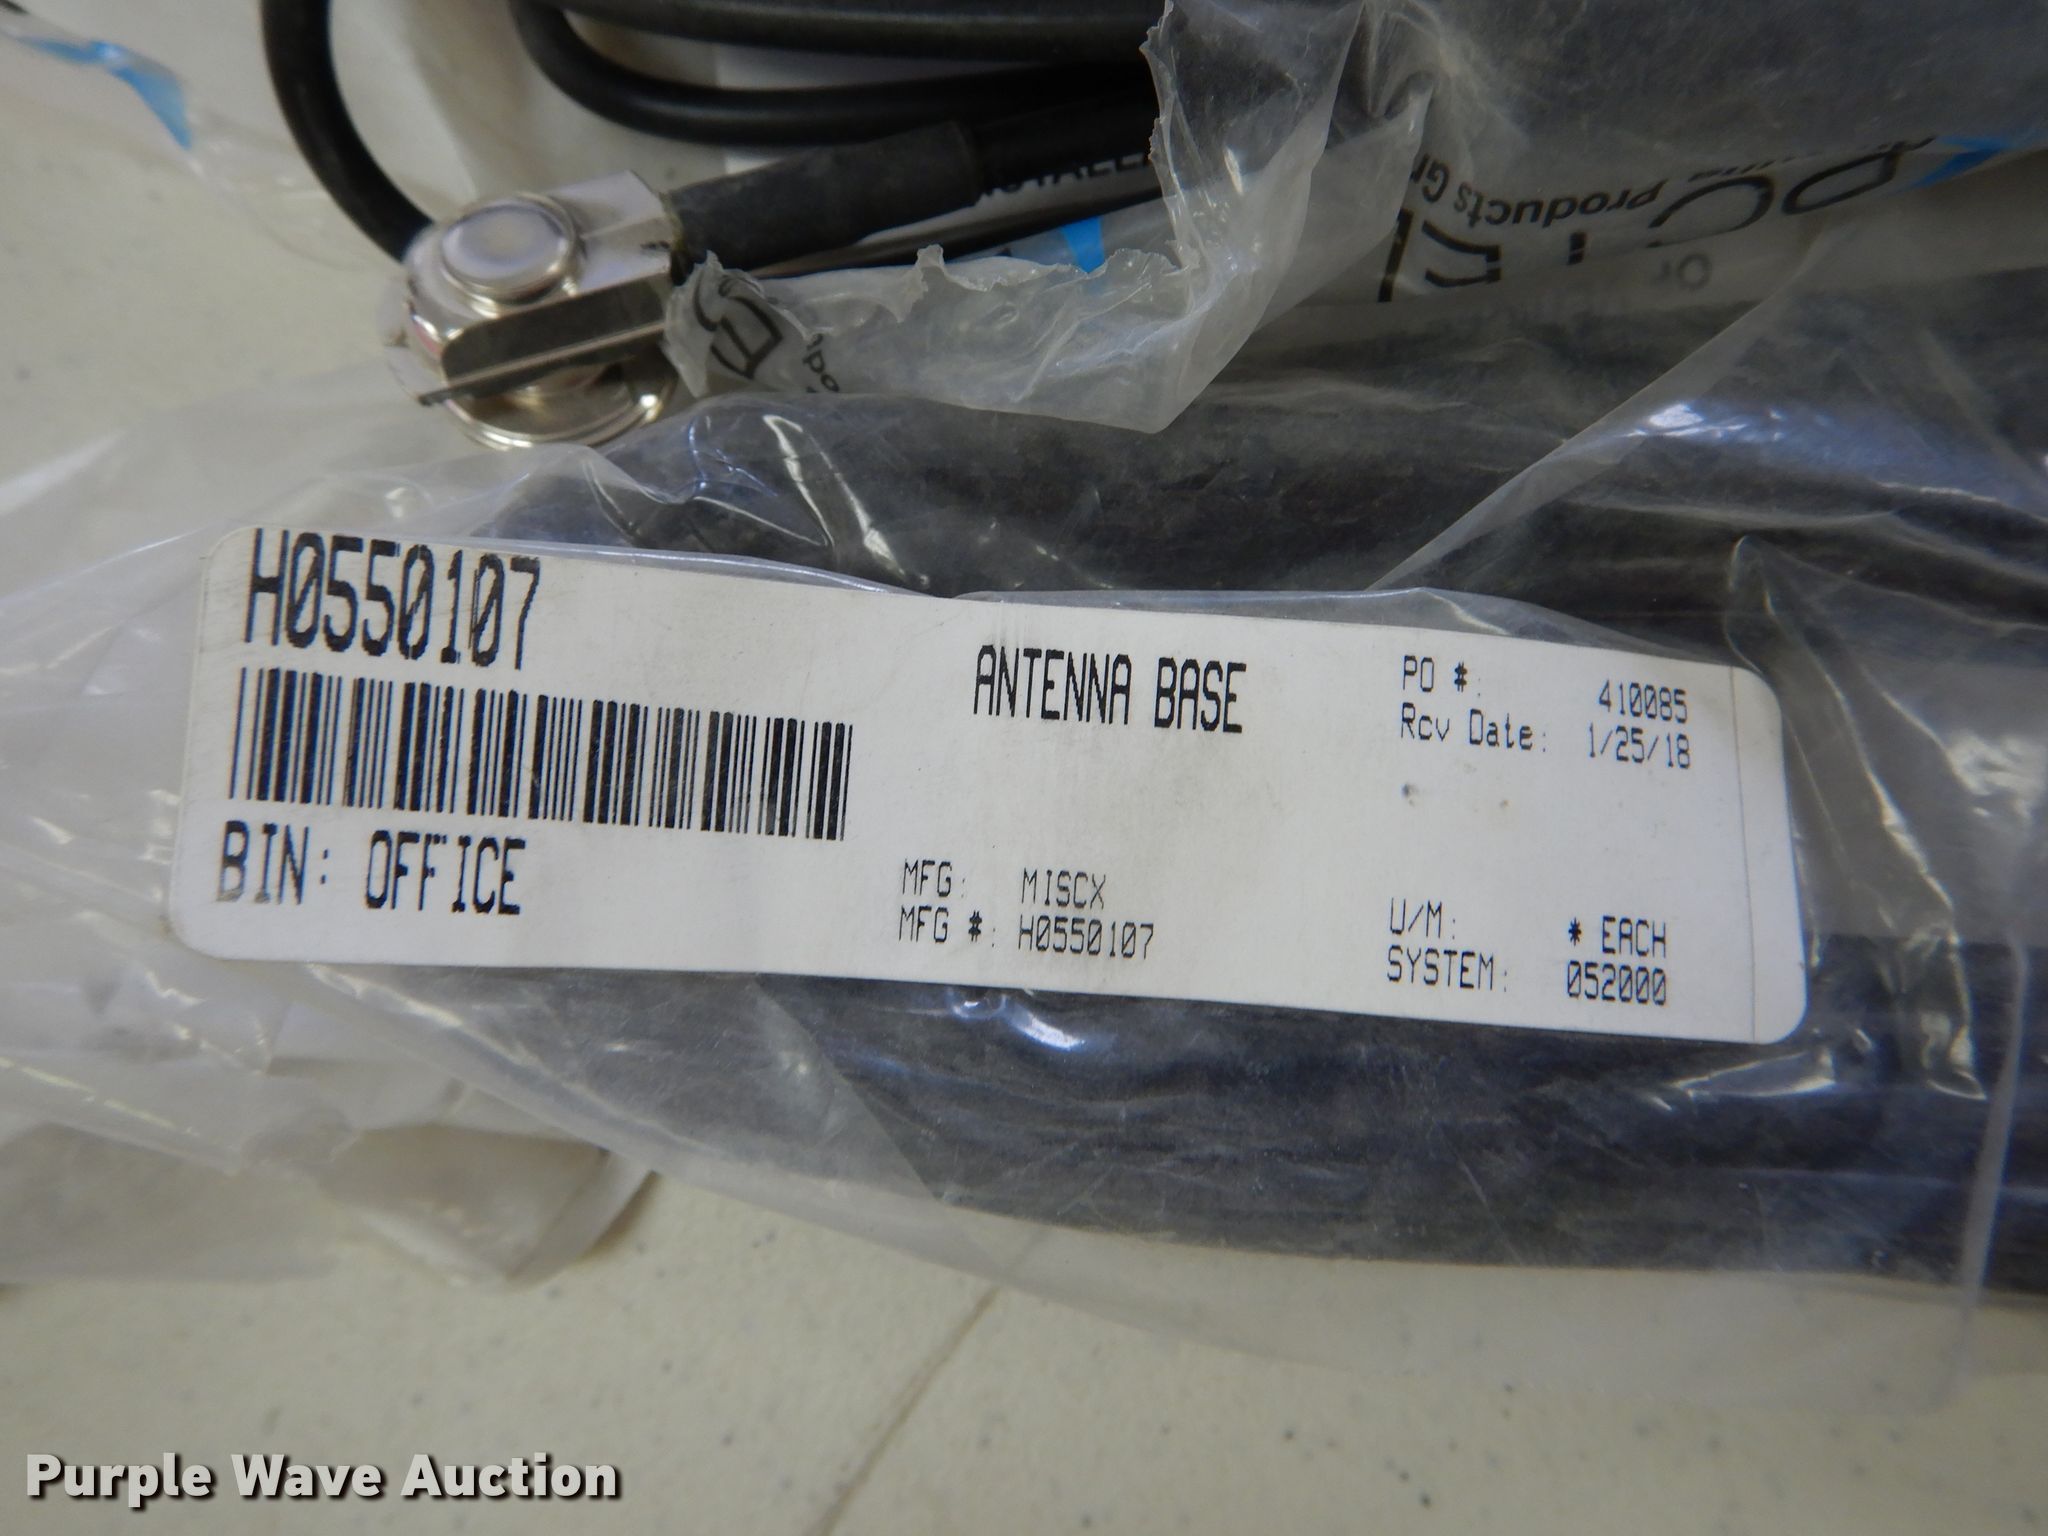 Products Gr
H0550107
ANTENNA BASE
PO #: 410085
Rcv Date: 1/25/18
BIN: OFFICE
MFG: MISCX
MFG #: H0550107
U/M: * EACH
SYSTEM: 052000
Purple Wave Auction